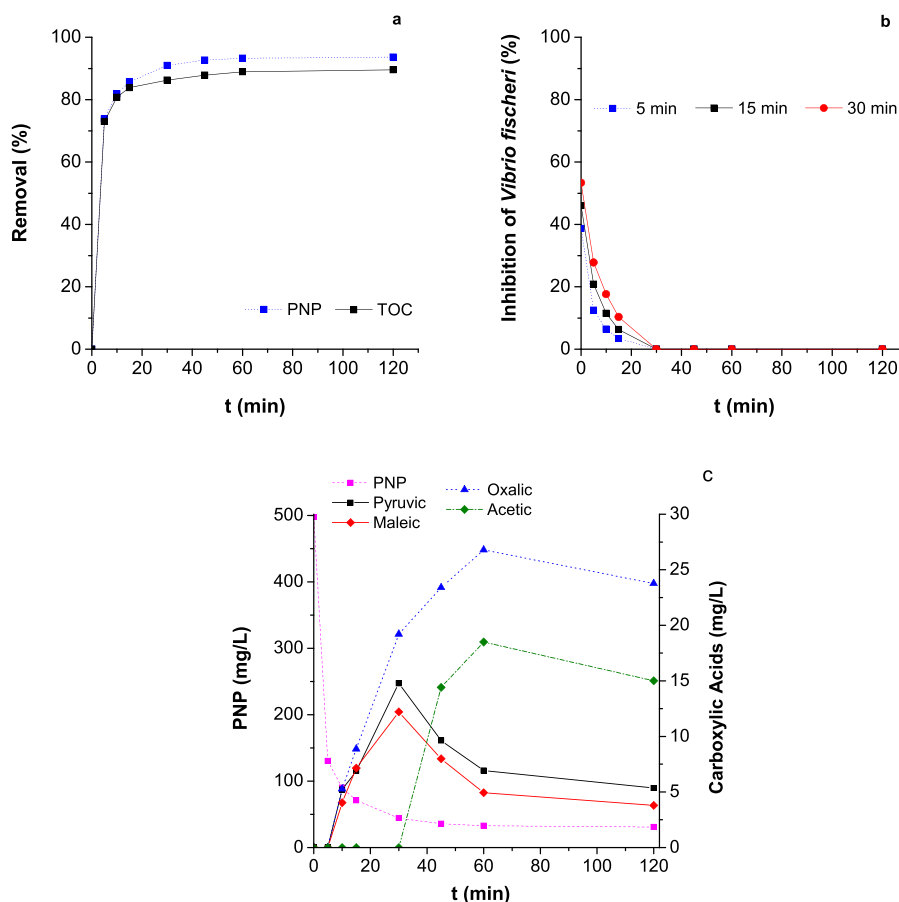 a
100
80
60
40
20
0
Removal (%)
PNP TOC
0 20 40 60 80 100 120
t (min)
b
100
80
60
40
20
0
Inhibition of Vibrio fischeri (%)
5 min 15 min 30 min
0 20 40 60 80 100 120
t (min)
c
PNP Oxalic
Pyruvic Acetic
Maleic
500
400
300
200
100
0
PNP (mg/L)
30
25
20
15
10
5
0
Carboxylic Acids (mg/L)
0 20 40 60 80 100 120
t (min)